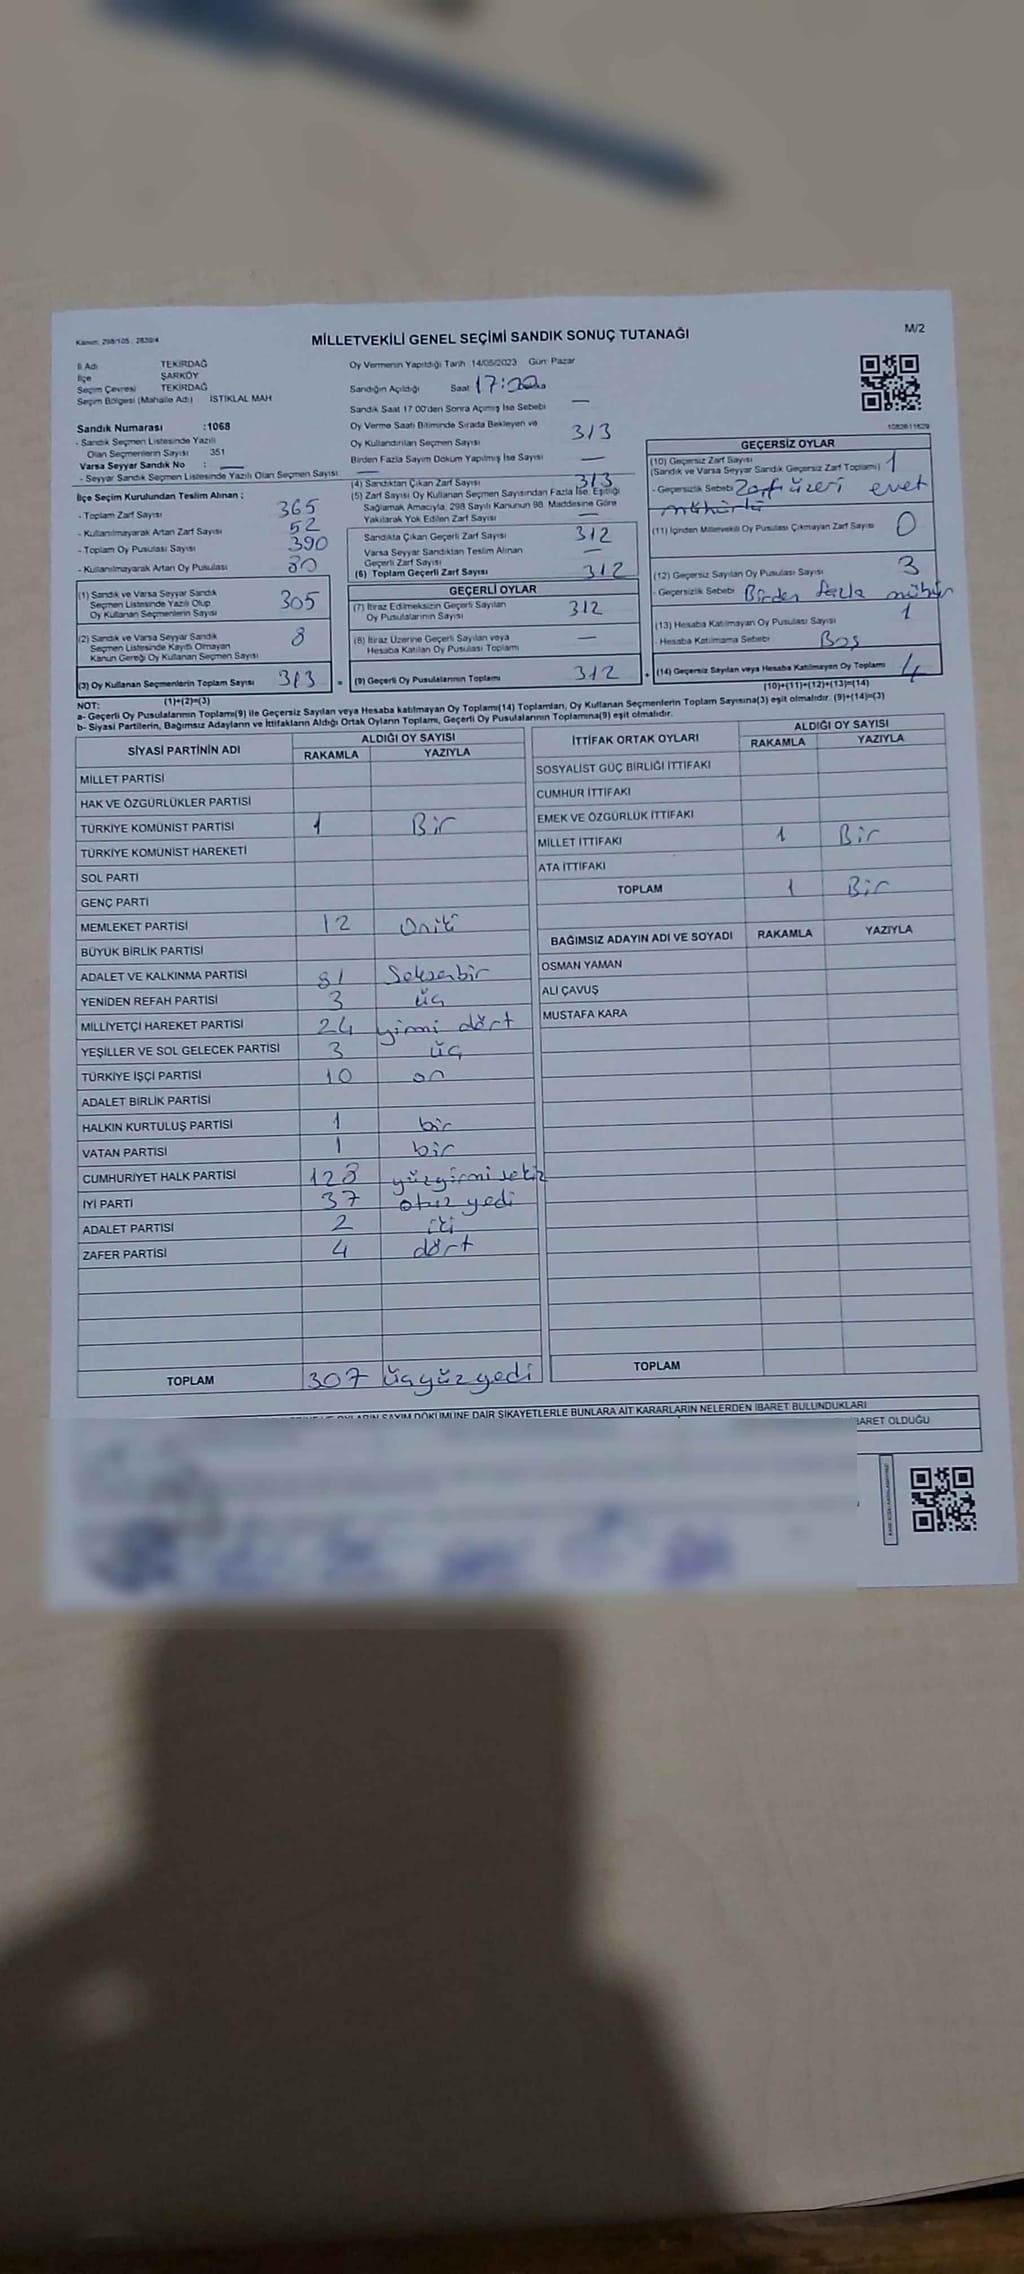 Kanun: 298/105 - 2839/4
MİLLETVEKİLİ GENEL SEÇİMİ SANDIK SONUÇ TUTANAĞI
M/2
İl Adı TEKİRDAĞ
İlçe ŞARKÖY
Seçim Çevresi TEKİRDAĞ
Seçim Bölgesi (Mahalle Adı) İSTİKLAL MAH
Sandık Numarası :1068
- Sandık Seçmen Listesinde Yazılı
Olan Seçmenlerin Sayısı 351
Varsa Seyyar Sandık No :
- Seyyar Sandık Seçmen Listesinde Yazılı Olan Seçmen Sayısı
İlçe Seçim Kurulundan Teslim Alınan ;
- Toplam Zarf Sayısı 365
- Kullanılmayarak Artan Zarf Sayısı 52
- Toplam Oy Pusulası Sayısı 390
- Kullanılmayarak Artan Oy Pusulası 80
(1) Sandık ve Varsa Seyyar Sandık
Seçmen Listesinde Yazılı Olup
Oy Kullanan Seçmenlerin Sayısı 305
(2) Sandık ve Varsa Seyyar Sandık
Seçmen Listesinde Kayıtlı Olmayan
Kanun Gereği Oy Kullanan Seçmen Sayısı 8
(3) Oy Kullanan Seçmenlerin Toplam Sayısı 313 =
(1)+(2)=(3)
Oy Vermenin Yapıldığı Tarih : 14/05/2023 Gün: Pazar
Sandığın Açıldığı Saat 17:00
Sandık Saat 17.00'den Sonra Açılmış İse Sebebi —
Oy Verme Saati Bitiminde Sırada Bekleyen ve
Oy Kullandırılan Seçmen Sayısı 313
Birden Fazla Sayım Döküm Yapılmış İse Sayısı —
(4) Sandıktan Çıkan Zarf Sayısı 313
(5) Zarf Sayısı Oy Kullanan Seçmen Sayısından Fazla İse, Eşitliği
Sağlamak Amacıyla, 298 Sayılı Kanunun 98. Maddesine Göre
Yakılarak Yok Edilen Zarf Sayısı —
Sandıkta Çıkan Geçerli Zarf Sayısı 312
Varsa Seyyar Sandıktan Teslim Alınan
Geçerli Zarf Sayısı —
(6) Toplam Geçerli Zarf Sayısı 312
GEÇERLİ OYLAR
(7) İtiraz Edilmeksizin Geçerli Sayılan
Oy Pusulalarının Sayısı 312
(8) İtiraz Üzerine Geçerli Sayılan veya
Hesaba Katılan Oy Pusulası Toplamı —
(9) Geçerli Oy Pusulalarının Toplamı 312 +
1082611629
GEÇERSİZ OYLAR
(10) Geçersiz Zarf Sayısı
(Sandık ve Varsa Seyyar Sandık Geçersiz Zarf Toplamı) 1
- Geçersizlik Sebebi Zarf üzeri evet
mühürlü
(11) İçinden Milletvekili Oy Pusulası Çıkmayan Zarf Sayısı 0
(12) Geçersiz Sayılan Oy Pusulası Sayısı 3
- Geçersizlik Sebebi Birden fazla mühür
(13) Hesaba Katılmayan Oy Pusulası Sayısı 1
- Hesaba Katılmama Sebebi Boş
(14) Geçersiz Sayılan veya Hesaba Katılmayan Oy Toplamı 4
(10)+(11)+(12)+(13)=(14)
NOT:
a- Geçerli Oy Pusulalarının Toplamı(9) ile Geçersiz Sayılan veya Hesaba katılmayan Oy Toplamı(14) Toplamları, Oy Kullanan Seçmenlerin Toplam Sayısına(3) eşit olmalıdır. (9)+(14)=(3)
b- Siyasi Partilerin, Bağımsız Adayların ve İttifakların Aldığı Ortak Oyların Toplamı, Geçerli Oy Pusulalarının Toplamına(9) eşit olmalıdır.
SİYASİ PARTİNİN ADI ALDIĞI OY SAYISI
RAKAMLA YAZIYLA
MİLLET PARTİSİ
HAK VE ÖZGÜRLÜKLER PARTİSİ
TÜRKİYE KOMÜNİST PARTİSİ 1 Bir
TÜRKİYE KOMÜNİST HAREKETİ
SOL PARTİ
GENÇ PARTİ
MEMLEKET PARTİSİ 12 Oniki
BÜYÜK BİRLİK PARTİSİ
ADALET VE KALKINMA PARTİSİ 81 Seksenbir
YENİDEN REFAH PARTİSİ 3 üç
MİLLİYETÇİ HAREKET PARTİSİ 24 yirmi dört
YEŞİLLER VE SOL GELECEK PARTİSİ 3 üç
TÜRKİYE İŞÇİ PARTİSİ 10 on
ADALET BİRLİK PARTİSİ
HALKIN KURTULUŞ PARTİSİ 1 bir
VATAN PARTİSİ 1 bir
CUMHURİYET HALK PARTİSİ 128 yüzyirmi sekiz
İYİ PARTİ 37 otuz yedi
ADALET PARTİSİ 2 iki
ZAFER PARTİSİ 4 dört
TOPLAM 307 üçyüz yedi
İTTİFAK ORTAK OYLARI ALDIĞI OY SAYISI
RAKAMLA YAZIYLA
SOSYALİST GÜÇ BİRLİĞİ İTTİFAKI
CUMHUR İTTİFAKI
EMEK VE ÖZGÜRLÜK İTTİFAKI
MİLLET İTTİFAKI 1 Bir
ATA İTTİFAKI
TOPLAM 1 Bir
BAĞIMSIZ ADAYIN ADI VE SOYADI RAKAMLA YAZIYLA
OSMAN YAMAN
ALİ ÇAVUŞ
MUSTAFA KARA
TOPLAM
OYLARIN SAYIM DÖKÜMÜNE DAİR ŞİKAYETLERLE BUNLARA AİT KARARLARIN NELERDEN İBARET BULUNDUKLARI
İBARET OLDUĞU